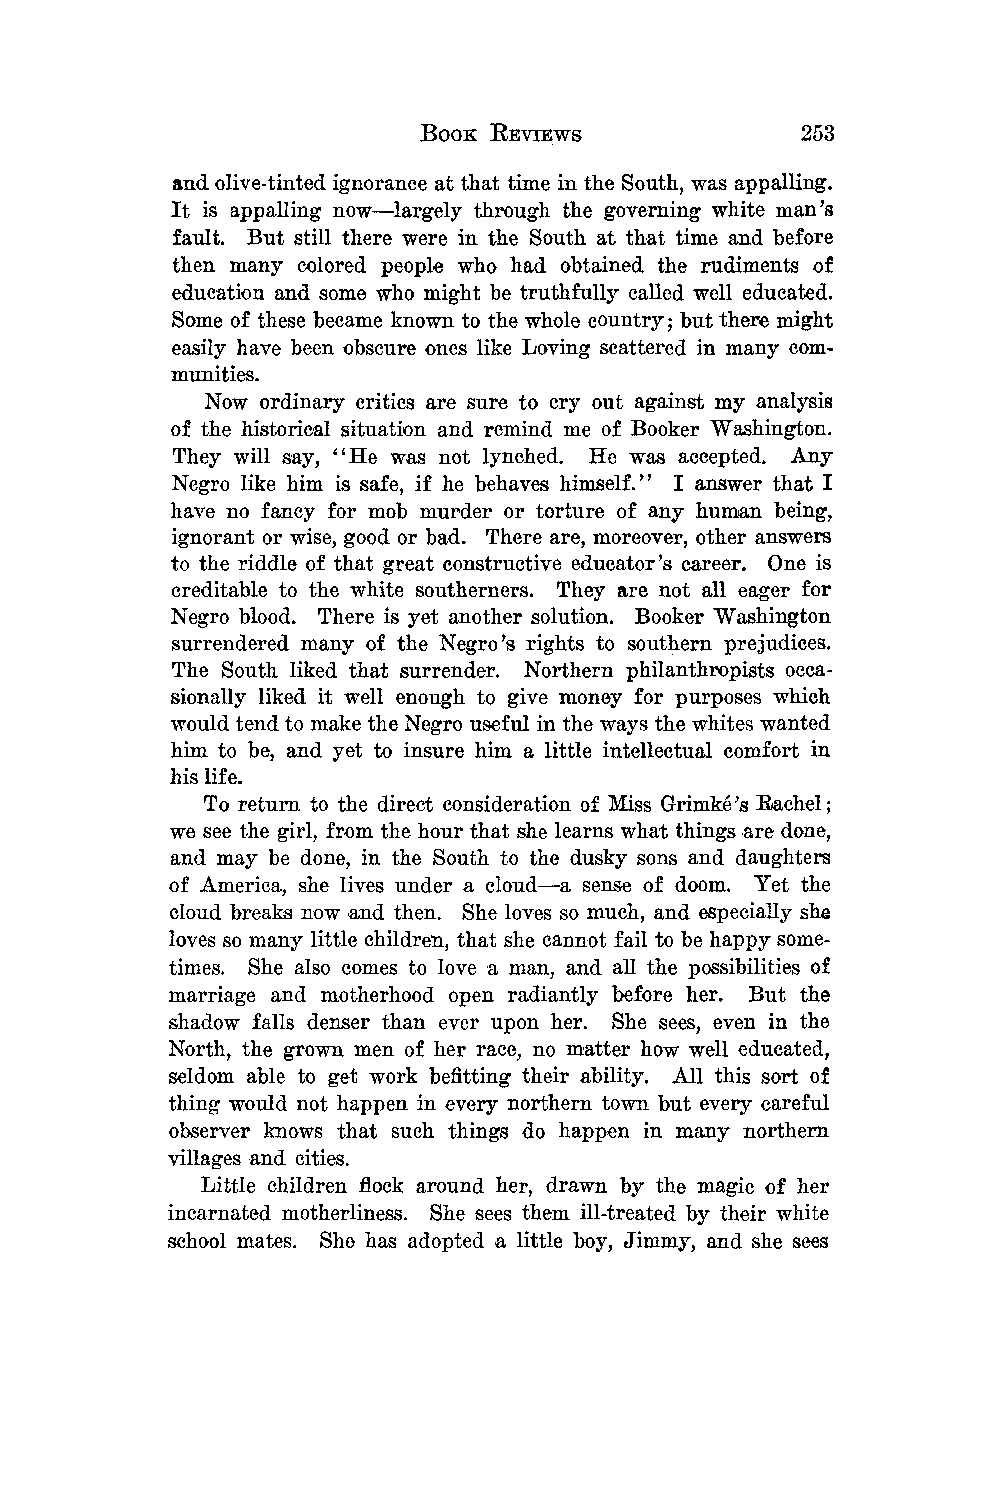 BOOK REVIEWS 253
and olive-tinted ignorance at that time in the South, was appalling.
It is appalling now—largely through the governing white man's
fault. But still there were in the South at that time and before
then many colored people who had obtained the rudiments of
education and some who might be truthfully called well educated.
Some of these became known to the whole country; but there might
easily have been obscure ones like Loving scattered in many com-
munities.
Now ordinary critics are sure to cry out against my analysis
of the historical situation and remind me of Booker Washington.
They will say, "He was not lynched. He was accepted. Any
Negro like him is safe, if he behaves himself." I answer that I
have no fancy for mob murder or torture of any human being,
ignorant or wise, good or bad. There are, moreover, other answers
to the riddle of that great constructive educator's career. One is
creditable to the white southerners. They are not all eager for
Negro blood. There is yet another solution. Booker Washington
surrendered many of the Negro's rights to southern prejudices.
The South liked that surrender. Northern philanthropists occa-
sionally liked it well enough to give money for purposes which
would tend to make the Negro useful in the ways the whites wanted
him to be, and yet to insure him a little intellectual comfort in
his life.
To return to the direct consideration of Miss Grimké's Rachel;
we see the girl, from the hour that she learns what things are done,
and may be done, in the South to the dusky sons and daughters
of America, she lives under a cloud—a sense of doom. Yet the
cloud breaks now and then. She loves so much, and especially she
loves so many little children, that she cannot fail to be happy some-
times. She also comes to love a man, and all the possibilities of
marriage and motherhood open radiantly before her. But the
shadow falls denser than ever upon her. She sees, even in the
North, the grown men of her race, no matter how well educated,
seldom able to get work befitting their ability. All this sort of
thing would not happen in every northern town but every careful
observer knows that such things do happen in many northern
villages and cities.
Little children flock around her, drawn by the magic of her
incarnated motherliness. She sees them ill-treated by their white
school mates. She has adopted a little boy, Jimmy, and she sees